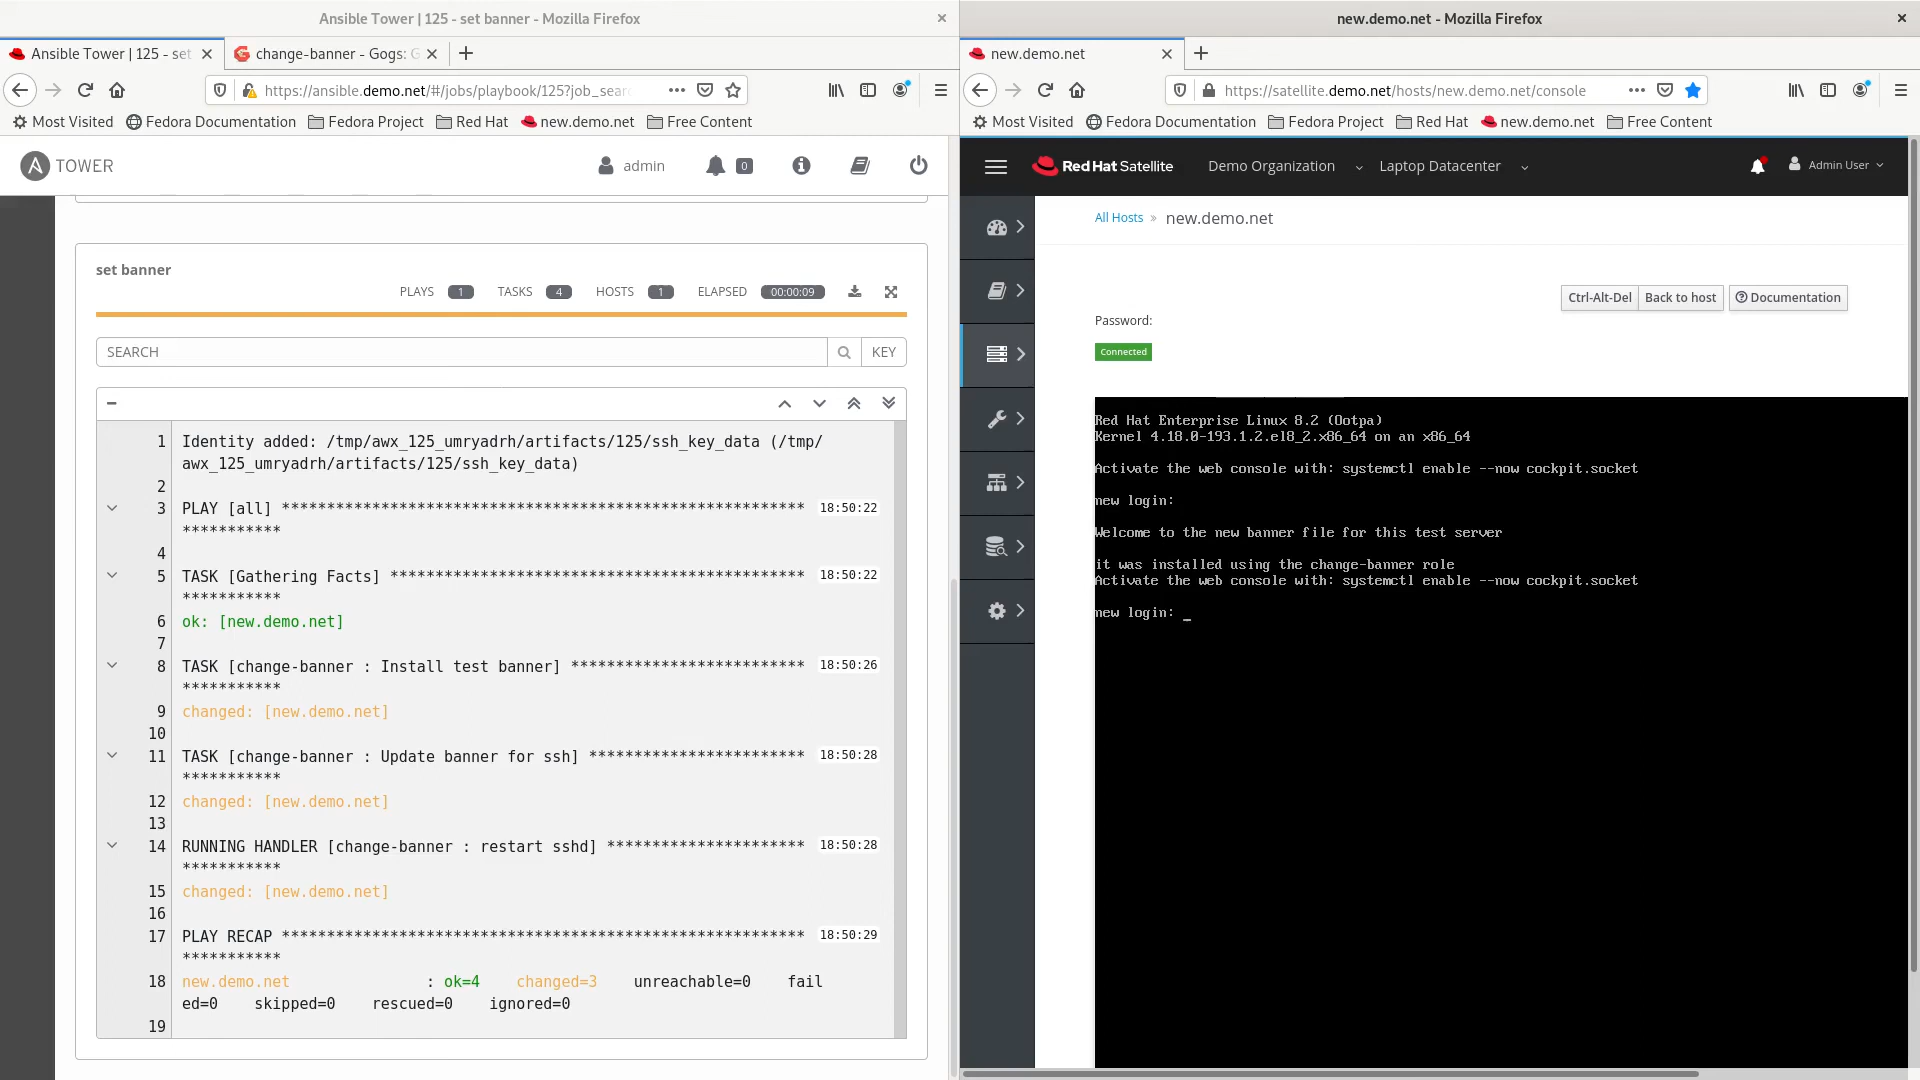 Ansible Tower | 125 - set banner - Mozilla Firefox
Ansible Tower | 125 - set
change-banner - Gogs: G
https://ansible.demo.net/#/jobs/playbook/125?job_sear
Most Visited Fedora Documentation Fedora Project Red Hat new.demo.net Free Content
A TOWER admin 0
set banner
PLAYS 1 TASKS 4 HOSTS 1 ELAPSED 00:00:09
SEARCH KEY
1 Identity added: /tmp/awx_125_umryadrh/artifacts/125/ssh_key_data (/tmp/
awx_125_umryadrh/artifacts/125/ssh_key_data)
2
3 PLAY [all] ********************************************************** 18:50:22
***********
4
5 TASK [Gathering Facts] ********************************************** 18:50:22
***********
6 ok: [new.demo.net]
7
8 TASK [change-banner : Install test banner] ************************** 18:50:26
***********
9 changed: [new.demo.net]
10
11 TASK [change-banner : Update banner for ssh] ************************ 18:50:28
***********
12 changed: [new.demo.net]
13
14 RUNNING HANDLER [change-banner : restart sshd] ********************** 18:50:28
***********
15 changed: [new.demo.net]
16
17 PLAY RECAP ********************************************************** 18:50:29
***********
18 new.demo.net : ok=4 changed=3 unreachable=0 fail
ed=0 skipped=0 rescued=0 ignored=0
19
new.demo.net - Mozilla Firefox
new.demo.net
https://satellite.demo.net/hosts/new.demo.net/console
Most Visited Fedora Documentation Fedora Project Red Hat new.demo.net Free Content
Red Hat Satellite Demo Organization Laptop Datacenter Admin User
All Hosts » new.demo.net
Ctrl-Alt-Del Back to host Documentation
Password:
Connected
Red Hat Enterprise Linux 8.2 (Ootpa)
Kernel 4.18.0-193.1.2.el8_2.x86_64 on an x86_64
Activate the web console with: systemctl enable --now cockpit.socket
new login:
Welcome to the new banner file for this test server
it was installed using the change-banner role
Activate the web console with: systemctl enable --now cockpit.socket
new login: _